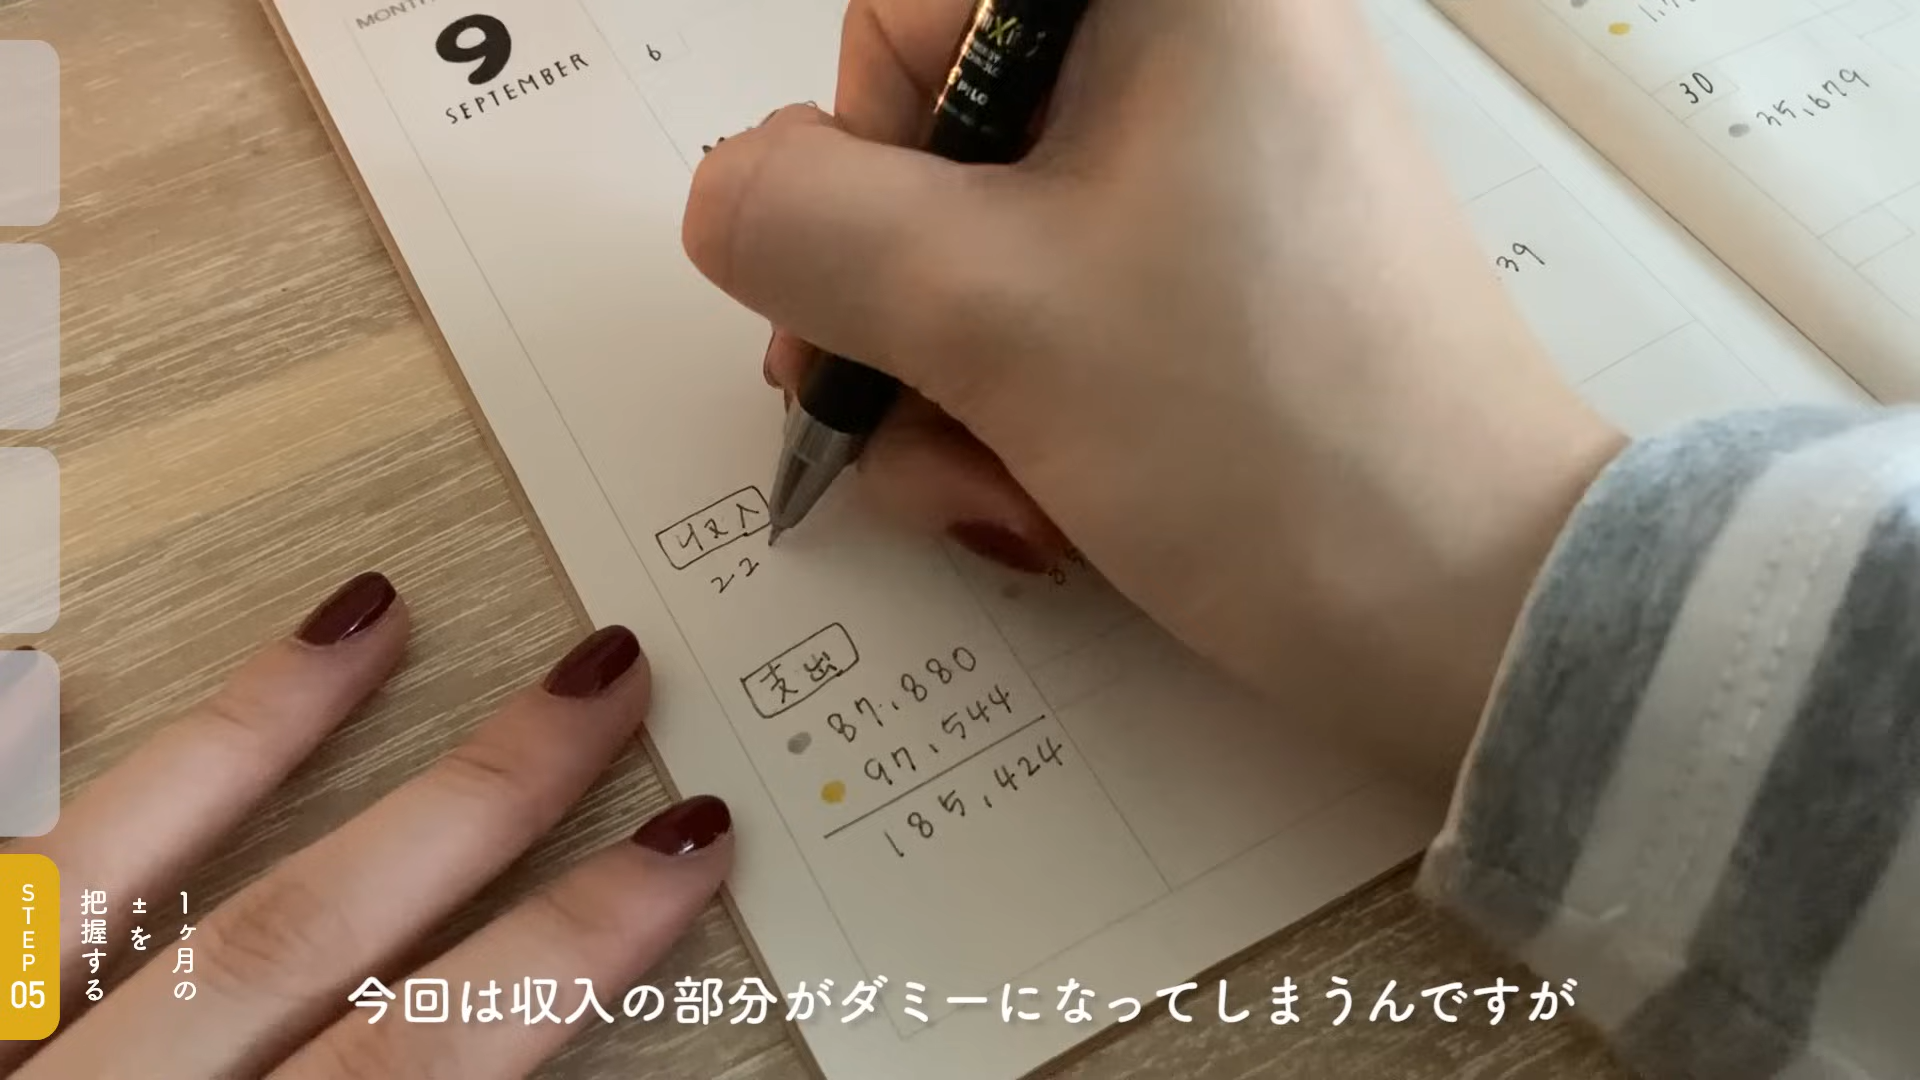 9
SEPTEMBER
6
30
35,679
39
収入
22
支出
87,880
97,544
185,424
STEP
05
1ヶ月の
±を
把握する
今回は収入の部分がダミーになってしまうんですが